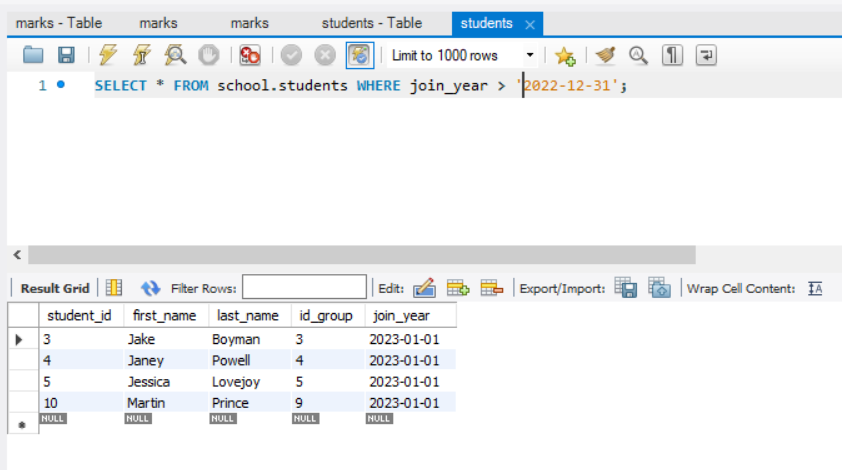 marks - Table marks marks students - Table students ×
Limit to 1000 rows
1 SELECT * FROM school.students WHERE join_year > '2022-12-31';
Result Grid Filter Rows: Edit: Export/Import: Wrap Cell Content:
student_id first_name last_name id_group join_year
3 Jake Boyman 3 2023-01-01
4 Janey Powell 4 2023-01-01
5 Jessica Lovejoy 5 2023-01-01
10 Martin Prince 9 2023-01-01
NULL NULL NULL NULL NULL